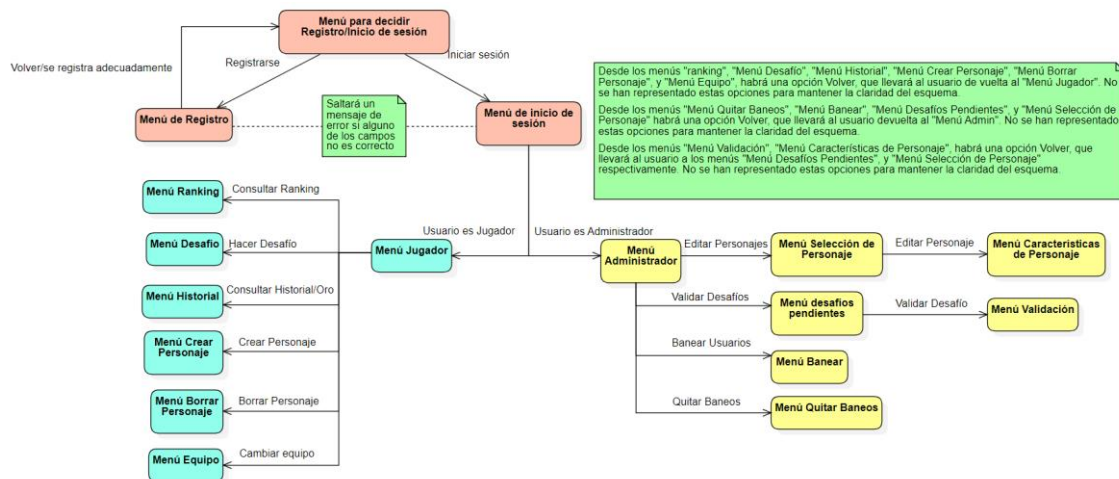 Menú para decidir
Registro/Inicio de sesión
Volver/se registra adecuadamente
Registrarse
Iniciar sesión
Menú de Registro
Saltará un
mensaje de
error si alguno
de los campos
no es correcto
Menú de inicio de
sesión
Desde los menús "ranking", "Menú Desafío", "Menú Historial", "Menú Crear Personaje", "Menú Borrar
Personaje", y "Menú Equipo", habrá una opción Volver, que llevará al usuario de vuelta al "Menú Jugador". No
se han representado estas opciones para mantener la claridad del esquema.
Desde los menús "Menú Quitar Baneos", "Menú Banear", "Menú Desafíos Pendientes", y "Menú Selección de
Personaje" habrá una opción Volver, que llevará al usuario devuelta al "Menú Admin". No se han representado
estas opciones para mantener la claridad del esquema.
Desde los menús "Menú Validación", "Menú Características de Personaje", habrá una opción Volver, que
llevará al usuario a los menús "Menú Desafíos Pendientes", y "Menú Selección de Personaje"
respectivamente. No se han representado estas opciones para mantener la claridad del esquema.
Menú Ranking
Consultar Ranking
Menú Desafio
Hacer Desafío
Menú Historial
Consultar Historial/Oro
Menú Crear
Personaje
Crear Personaje
Menú Borrar
Personaje
Borrar Personaje
Menú Equipo
Cambiar equipo
Menú Jugador
Usuario es Jugador
Usuario es Administrador
Menú
Administrador
Editar Personajes
Menú Selección de
Personaje
Editar Personaje
Menú Caracteristicas
de Personaje
Validar Desafíos
Menú desafios
pendientes
Validar Desafío
Menú Validación
Banear Usuarios
Menú Banear
Quitar Baneos
Menú Quitar Baneos